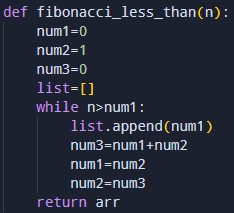 def fibonacci_less_than(n):
    num1=0
    num2=1
    num3=0
    list=[]
    while n>num1:
        list.append(num1)
        num3=num1+num2
        num1=num2
        num2=num3
    return arr